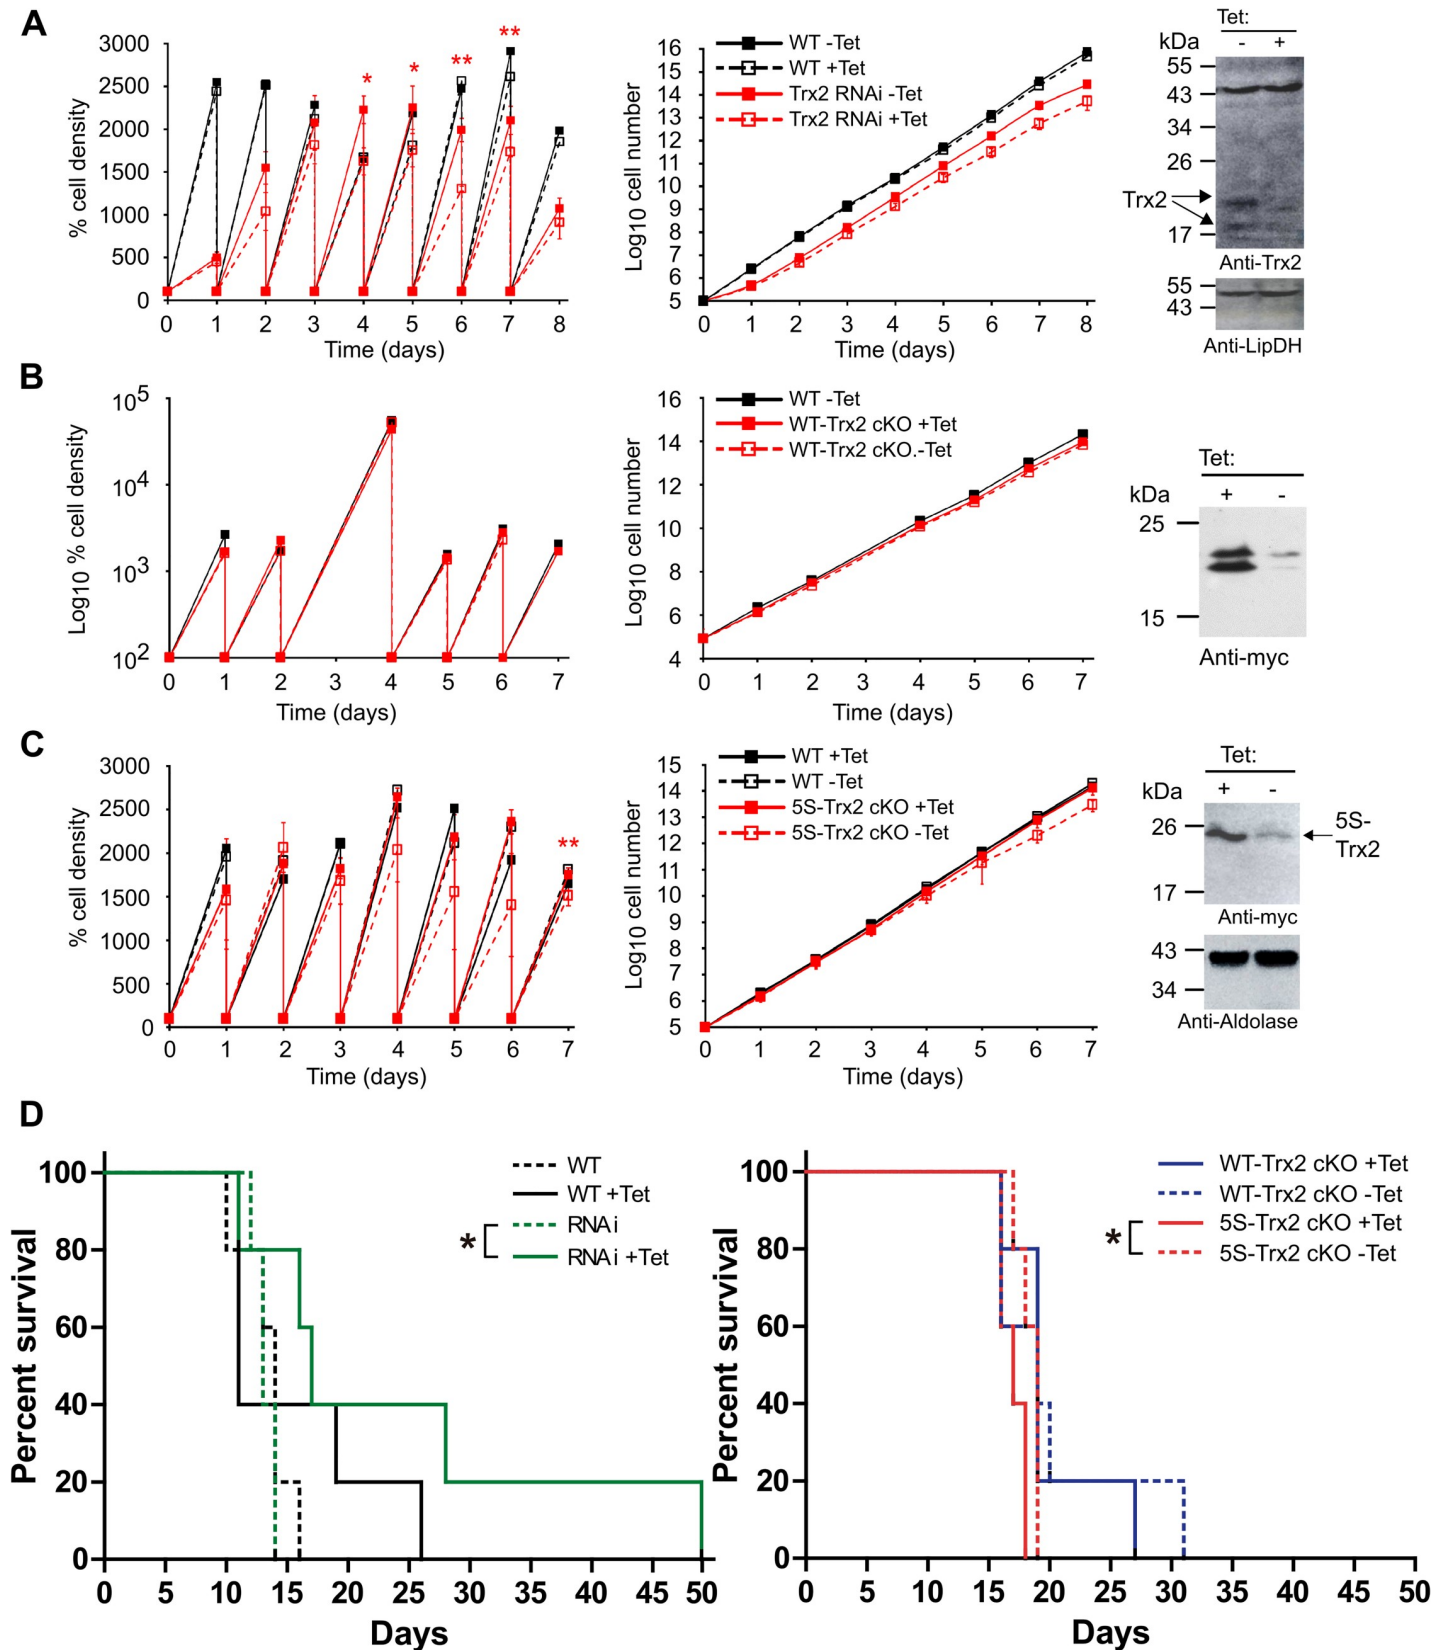 A
3000
2500
2000
1500
1000
500
0
% cell density
* * ** **
0 1 2 3 4 5 6 7 8
Time (days)
16
15
14
13
12
11
10
9
8
7
6
5
Log10 cell number
WT -Tet
WT +Tet
Trx2 RNAi -Tet
Trx2 RNAi +Tet
0 1 2 3 4 5 6 7 8
Time (days)
Tet:
kDa - +
55
43
34
26
Trx2
17
Anti-Trx2
55
43
Anti-LipDH
B
10^5
10^4
10^3
10^2
Log10 % cell density
0 1 2 3 4 5 6 7
Time (days)
16
14
12
10
8
6
4
Log10 cell number
WT -Tet
WT-Trx2 cKO +Tet
WT-Trx2 cKO.-Tet
0 1 2 3 4 5 6 7
Time (days)
Tet:
kDa + -
25
15
Anti-myc
C
3000
2500
2000
1500
1000
500
0
% cell density
**
0 1 2 3 4 5 6 7
Time (days)
15
14
13
12
11
10
9
8
7
6
5
Log10 cell number
WT +Tet
WT -Tet
5S-Trx2 cKO +Tet
5S-Trx2 cKO -Tet
0 1 2 3 4 5 6 7
Time (days)
Tet:
kDa + -
26
5S-
Trx2
17
Anti-myc
43
34
Anti-Aldolase
D
100
80
60
40
20
0
Percent survival
WT
WT +Tet
RNAi
RNAi +Tet
*
0 5 10 15 20 25 30 35 40 45 50
Days
100
80
60
40
20
0
Percent survival
WT-Trx2 cKO +Tet
WT-Trx2 cKO -Tet
5S-Trx2 cKO +Tet
5S-Trx2 cKO -Tet
*
0 5 10 15 20 25 30 35 40 45 50
Days